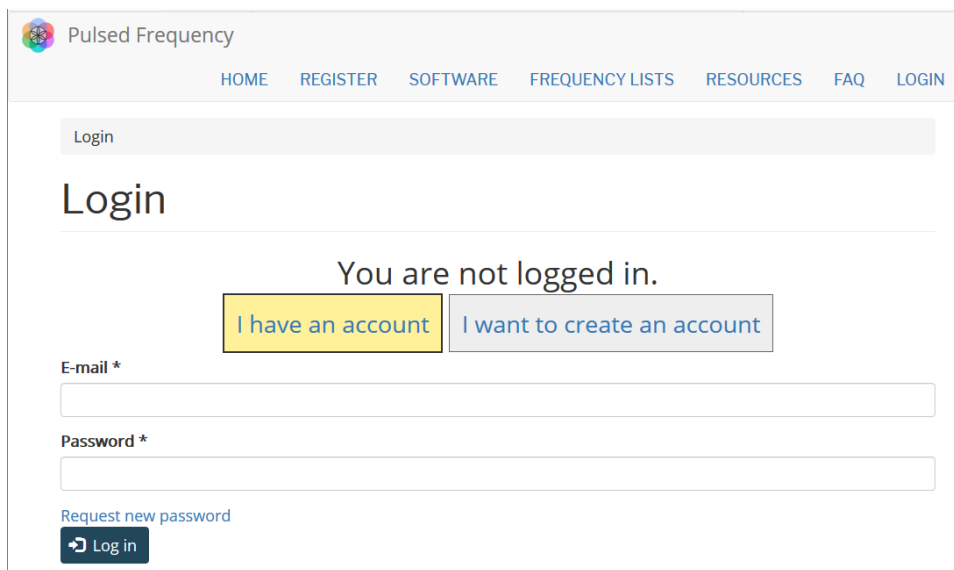 Pulsed Frequency
HOME REGISTER SOFTWARE FREQUENCY LISTS RESOURCES FAQ LOGIN
Login
Login
You are not logged in.
I have an account I want to create an account
E-mail *
Password *
Request new password
Log in